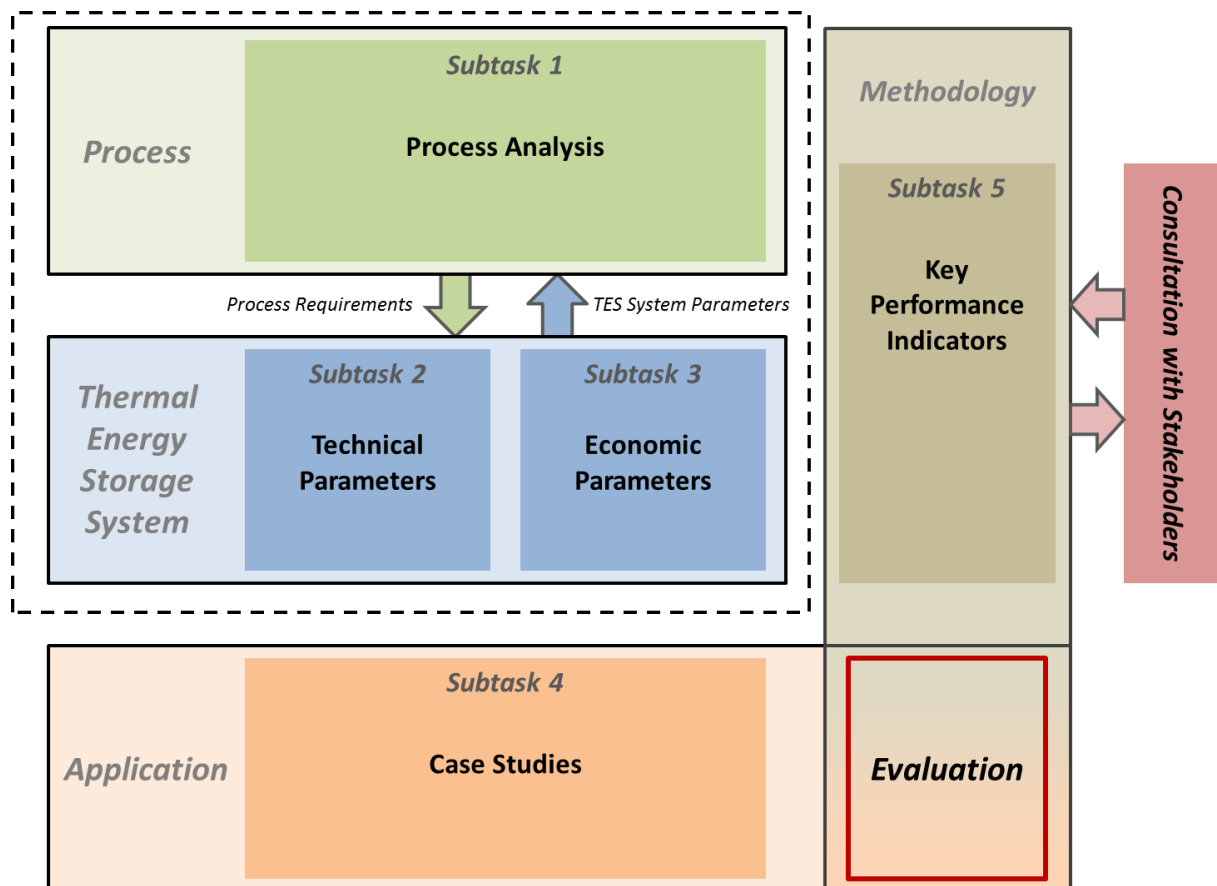 Subtask 1
Process
Process Analysis
Process Requirements
TES System Parameters
Thermal
Energy
Storage
System
Subtask 2
Technical
Parameters
Subtask 3
Economic
Parameters
Methodology
Subtask 5
Key
Performance
Indicators
Consultation with Stakeholders
Application
Subtask 4
Case Studies
Evaluation